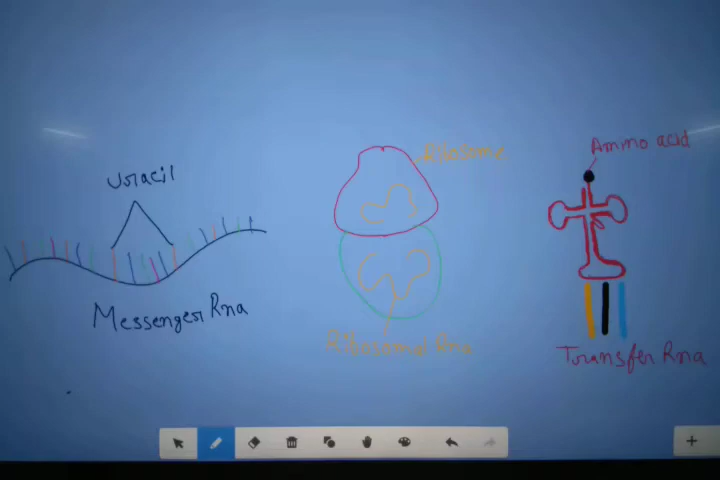 Uracil
Messenger Rna
Ribosome
Ribosomal Rna
Amino acid
Transfer Rna